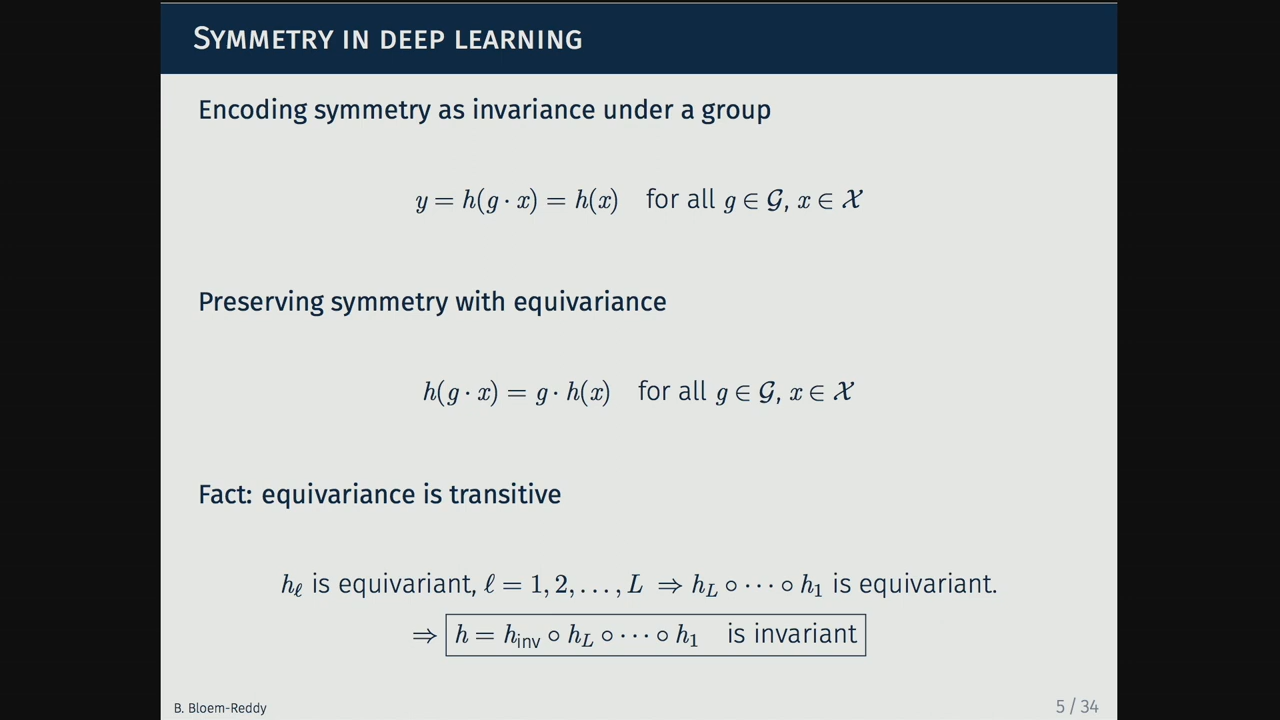 SYMMETRY IN DEEP LEARNING
Encoding symmetry as invariance under a group
y = h(g · x) = h(x) for all g ∈ 𝒢, x ∈ 𝒳
Preserving symmetry with equivariance
h(g · x) = g · h(x) for all g ∈ 𝒢, x ∈ 𝒳
Fact: equivariance is transitive
h_ℓ is equivariant, ℓ = 1, 2, . . . , L ⇒ h_L ∘ · · · ∘ h_1 is equivariant.
⇒ h = h_inv ∘ h_L ∘ · · · ∘ h_1 is invariant
B. Bloem-Reddy
5 / 34